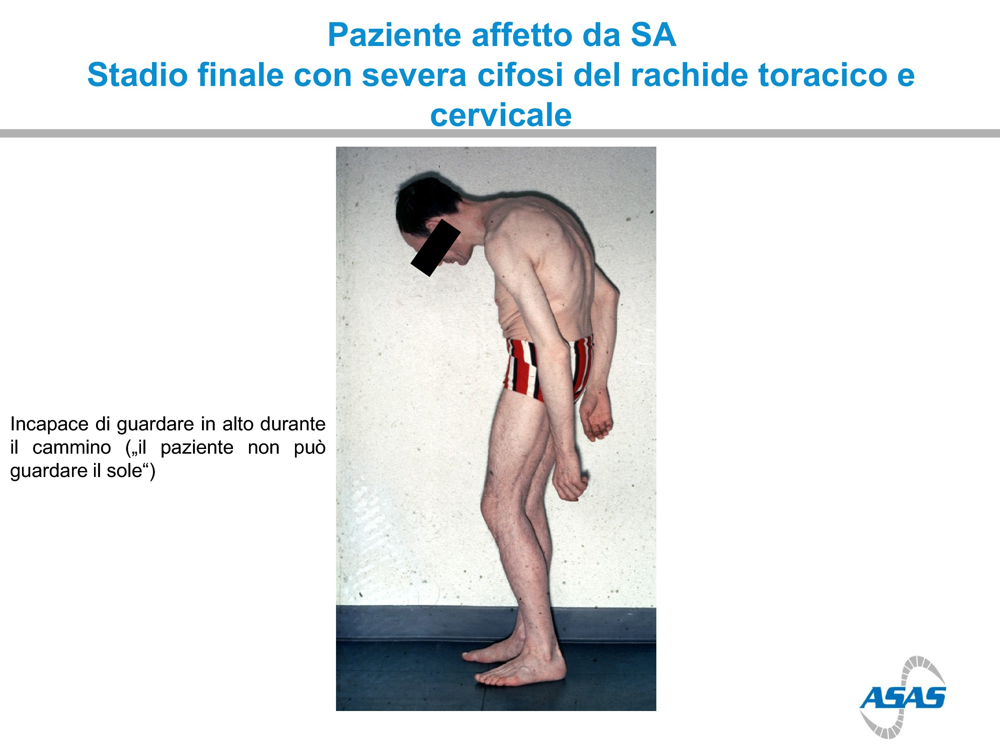 Paziente affetto da SA
Stadio finale con severa cifosi del rachide toracico e
cervicale
Incapace di guardare in alto durante
il cammino („il paziente non può
guardare il sole“)
ASAS